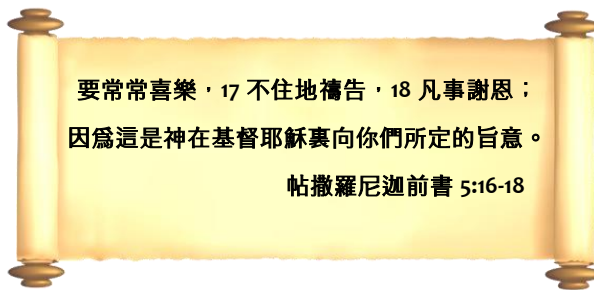 要常常喜樂，17 不住地禱告，18 凡事謝恩；
因爲這是神在基督耶穌裏向你們所定的旨意。
帖撒羅尼迦前書 5:16-18